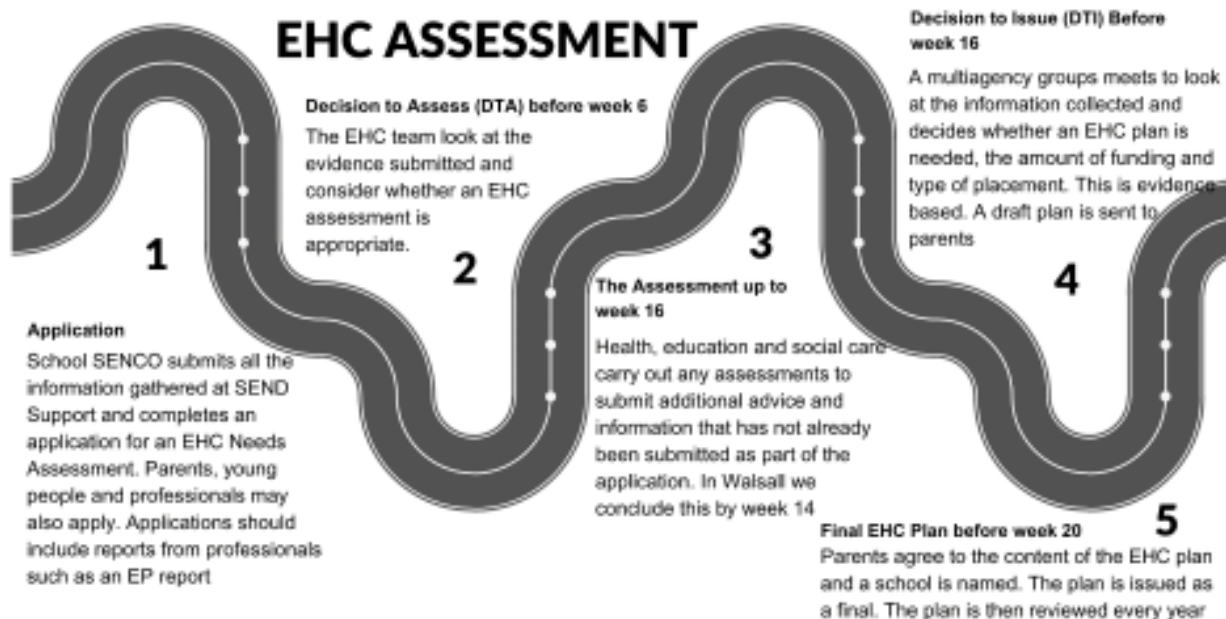 EHC ASSESSMENT
1
Application
School SENCO submits all the
information gathered at SEND
Support and completes an
application for an EHC Needs
Assessment. Parents, young
people and professionals may
also apply. Applications should
include reports from professionals
such as an EP report
Decision to Assess (DTA) before week 6
The EHC team look at the
evidence submitted and
consider whether an EHC
assessment is
appropriate.
2
3
The Assessment up to
week 16
Health, education and social care
carry out any assessments to
submit additional advice and
information that has not already
been submitted as part of the
application. In Walsall we
conclude this by week 14
Decision to Issue (DTI) Before
week 16
A multiagency groups meets to look
at the information collected and
decides whether an EHC plan is
needed, the amount of funding and
type of placement. This is evidence
based. A draft plan is sent to
parents
4
5
Final EHC Plan before week 20
Parents agree to the content of the EHC plan
and a school is named. The plan is issued as
a final. The plan is then reviewed every year